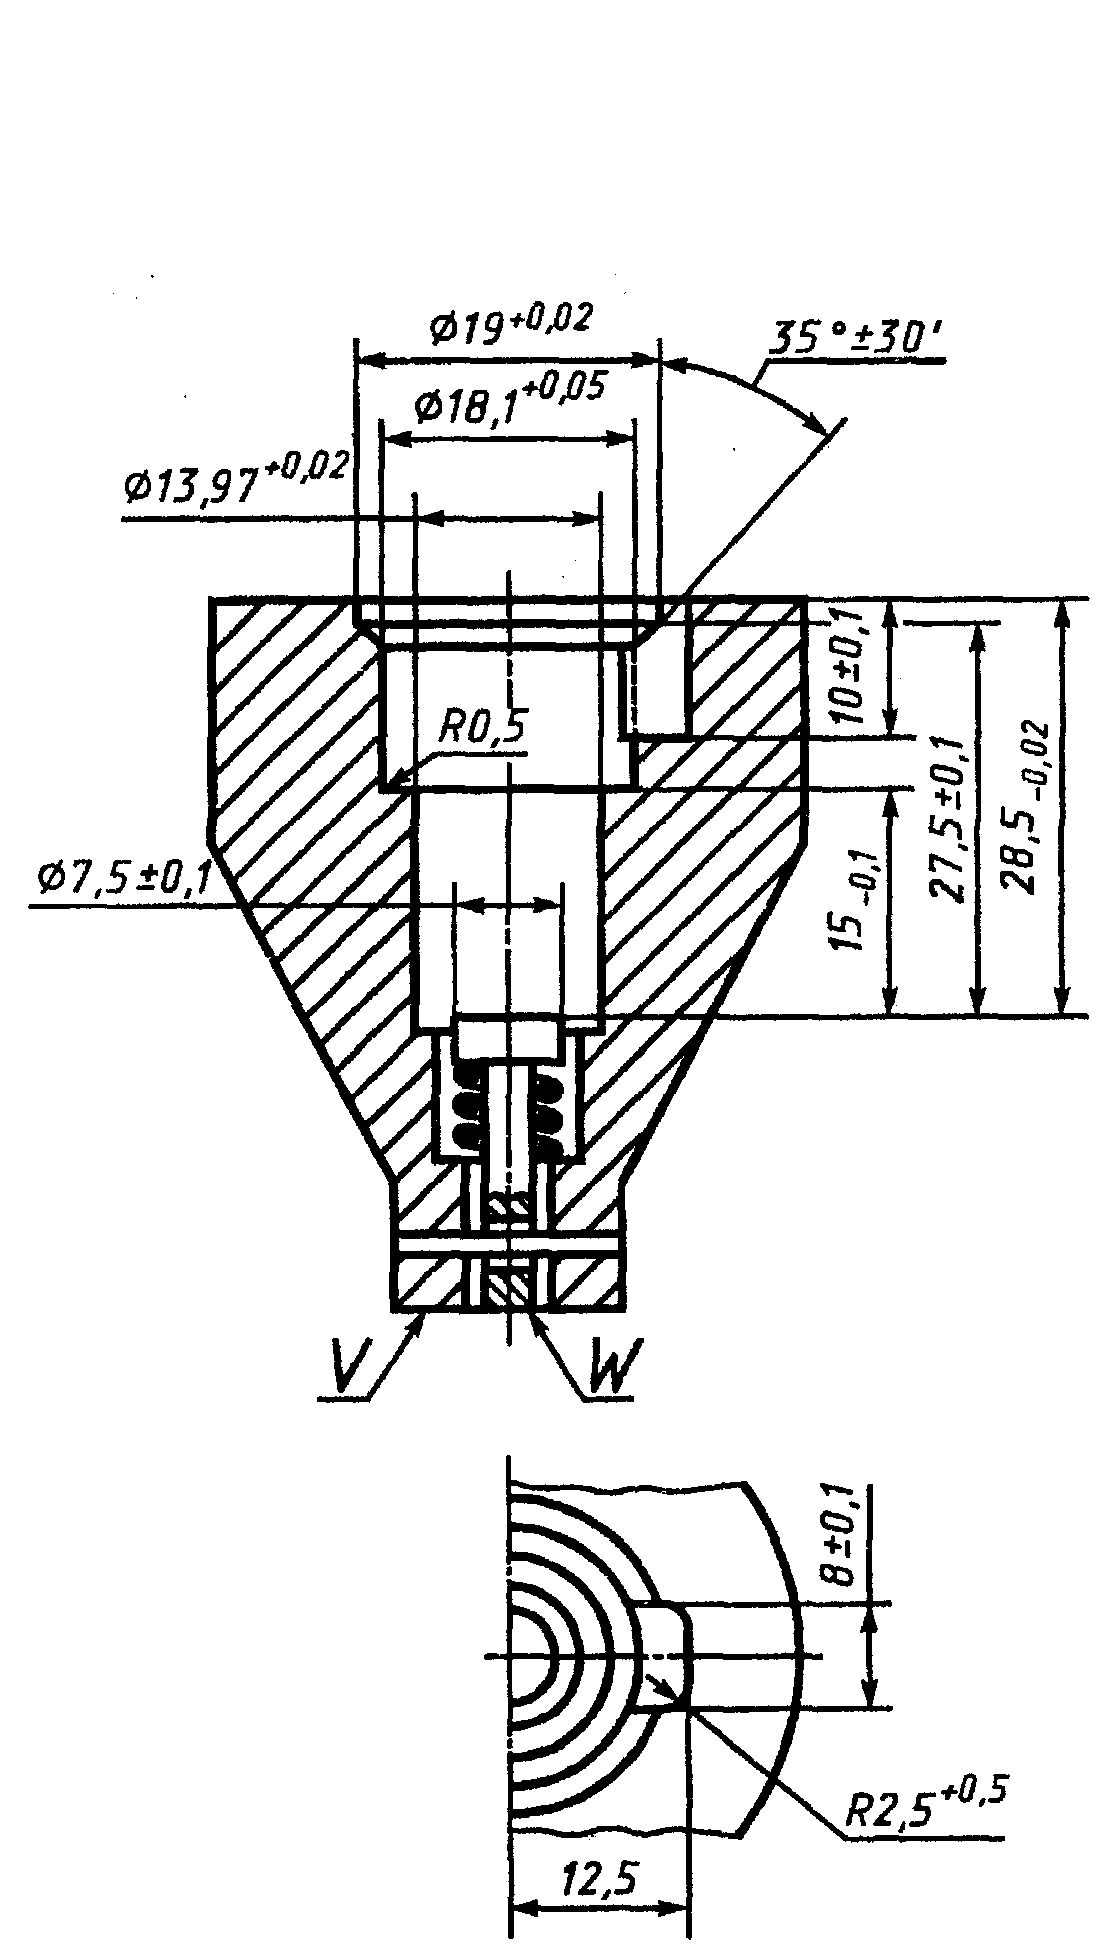 Ø19+0,02
35°±30'
Ø18,1+0,05
Ø13,97+0,02
10±0,1
R0,5
27,5±0,1
28,5-0,02
Ø7,5±0,1
15-0,1
V
W
8±0,1
R2,5+0,5
12,5